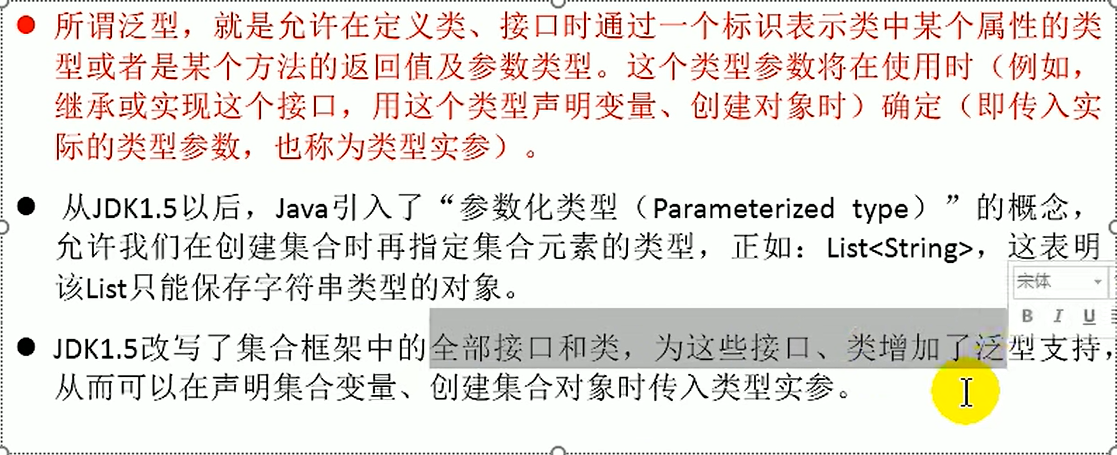 ● 所谓泛型，就是允许在定义类、接口时通过一个标识表示类中某个属性的类
型或者是某个方法的返回值及参数类型。这个类型参数将在使用时（例如，
继承或实现这个接口，用这个类型声明变量、创建对象时）确定（即传入实
际的类型参数，也称为类型实参）。
● 从JDK1.5以后，Java引入了“参数化类型（Parameterized type）”的概念，
允许我们在创建集合时再指定集合元素的类型，正如：List<String>，这表明
该List只能保存字符串类型的对象。
宋体
B I U
● JDK1.5改写了集合框架中的全部接口和类，为这些接口、类增加了泛型支持，
从而可以在声明集合变量、创建集合对象时传入类型实参。